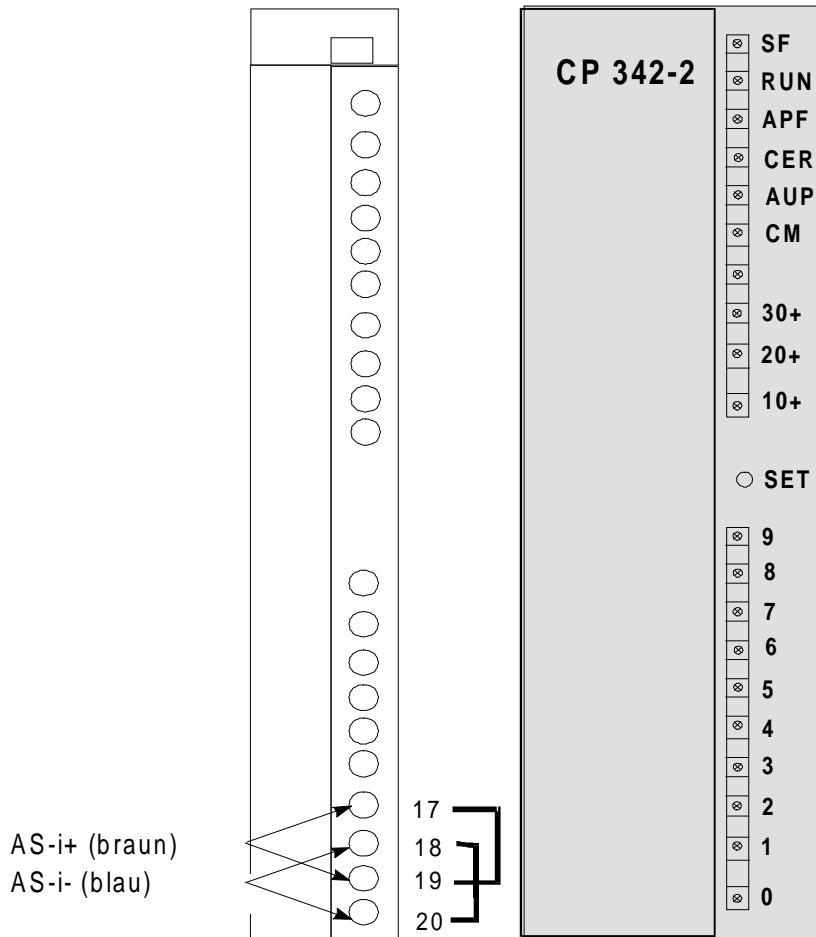 CP 342-2
SF
RUN
APF
CER
AUP
CM
30+
20+
10+
SET
9
8
7
6
5
4
3
2
1
0
17
18
19
20
AS-i+ (braun)
AS-i- (blau)